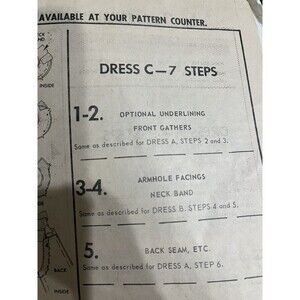 AVAILABLE AT YOUR PATTERN COUNTER.
DRESS C—7 STEPS
1-2. OPTIONAL UNDERLINING
FRONT GATHERS
Same as described for DRESS A, STEPS 2 and 3.
3-4. ARMHOLE FACINGS
NECK BAND
Same as described for DRESS B, STEPS 4 and 5.
5. BACK SEAM, ETC.
Same as described for DRESS A, STEP 6.
INSIDE
BACK
INSIDE